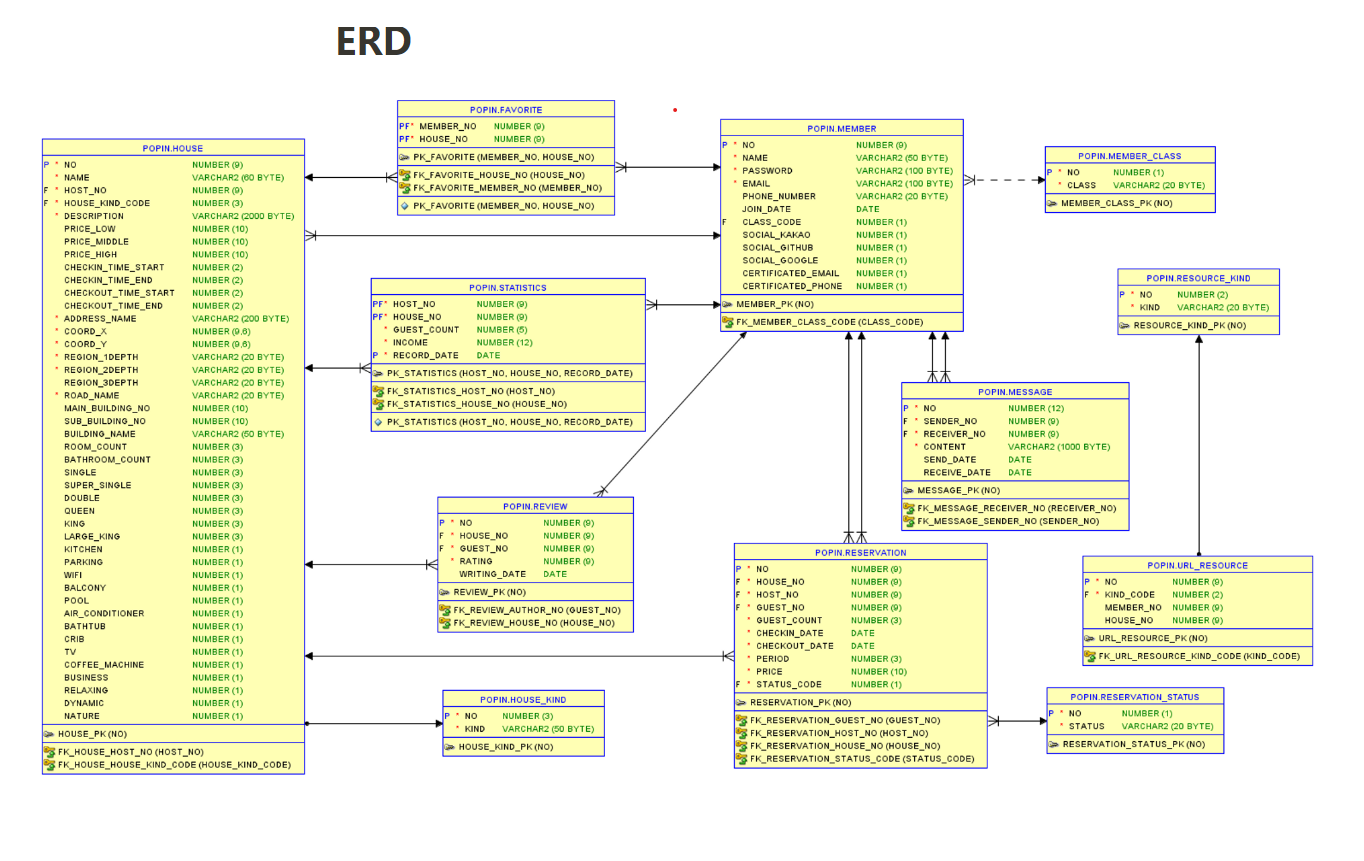 ERD
POPIN.FAVORITE
PF* MEMBER_NO NUMBER (9)
PF* HOUSE_NO NUMBER (9)
PK_FAVORITE (MEMBER_NO, HOUSE_NO)
FK_FAVORITE_HOUSE_NO (HOUSE_NO)
FK_FAVORITE_MEMBER_NO (MEMBER_NO)
PK_FAVORITE (MEMBER_NO, HOUSE_NO)
POPIN.HOUSE
P * NO NUMBER (9)
* NAME VARCHAR2 (60 BYTE)
F * HOST_NO NUMBER (9)
F * HOUSE_KIND_CODE NUMBER (3)
* DESCRIPTION VARCHAR2 (2000 BYTE)
PRICE_LOW NUMBER (10)
PRICE_MIDDLE NUMBER (10)
PRICE_HIGH NUMBER (10)
CHECKIN_TIME_START NUMBER (2)
CHECKIN_TIME_END NUMBER (2)
CHECKOUT_TIME_START NUMBER (2)
CHECKOUT_TIME_END NUMBER (2)
* ADDRESS_NAME VARCHAR2 (200 BYTE)
* COORD_X NUMBER (9,6)
* COORD_Y NUMBER (9,6)
* REGION_1DEPTH VARCHAR2 (20 BYTE)
* REGION_2DEPTH VARCHAR2 (20 BYTE)
REGION_3DEPTH VARCHAR2 (20 BYTE)
* ROAD_NAME VARCHAR2 (20 BYTE)
MAIN_BUILDING_NO NUMBER (10)
SUB_BUILDING_NO NUMBER (10)
BUILDING_NAME VARCHAR2 (50 BYTE)
ROOM_COUNT NUMBER (3)
BATHROOM_COUNT NUMBER (3)
SINGLE NUMBER (3)
SUPER_SINGLE NUMBER (3)
DOUBLE NUMBER (3)
QUEEN NUMBER (3)
KING NUMBER (3)
LARGE_KING NUMBER (3)
KITCHEN NUMBER (1)
PARKING NUMBER (1)
WIFI NUMBER (1)
BALCONY NUMBER (1)
POOL NUMBER (1)
AIR_CONDITIONER NUMBER (1)
BATHTUB NUMBER (1)
CRIB NUMBER (1)
TV NUMBER (1)
COFFEE_MACHINE NUMBER (1)
BUSINESS NUMBER (1)
RELAXING NUMBER (1)
DYNAMIC NUMBER (1)
NATURE NUMBER (1)
HOUSE_PK (NO)
FK_HOUSE_HOST_NO (HOST_NO)
FK_HOUSE_HOUSE_KIND_CODE (HOUSE_KIND_CODE)
POPIN.STATISTICS
PF* HOST_NO NUMBER (9)
PF* HOUSE_NO NUMBER (9)
* GUEST_COUNT NUMBER (5)
* INCOME NUMBER (12)
P * RECORD_DATE DATE
PK_STATISTICS (HOST_NO, HOUSE_NO, RECORD_DATE)
FK_STATISTICS_HOST_NO (HOST_NO)
FK_STATISTICS_HOUSE_NO (HOUSE_NO)
PK_STATISTICS (HOST_NO, HOUSE_NO, RECORD_DATE)
POPIN.REVIEW
P * NO NUMBER (9)
F * HOUSE_NO NUMBER (9)
F * GUEST_NO NUMBER (9)
* RATING NUMBER (9)
WRITING_DATE DATE
REVIEW_PK (NO)
FK_REVIEW_AUTHOR_NO (GUEST_NO)
FK_REVIEW_HOUSE_NO (HOUSE_NO)
POPIN.HOUSE_KIND
P * NO NUMBER (3)
* KIND VARCHAR2 (50 BYTE)
HOUSE_KIND_PK (NO)
POPIN.MEMBER
P * NO NUMBER (9)
* NAME VARCHAR2 (50 BYTE)
* PASSWORD VARCHAR2 (100 BYTE)
* EMAIL VARCHAR2 (100 BYTE)
PHONE_NUMBER VARCHAR2 (20 BYTE)
JOIN_DATE DATE
F CLASS_CODE NUMBER (1)
SOCIAL_KAKAO NUMBER (1)
SOCIAL_GITHUB NUMBER (1)
SOCIAL_GOOGLE NUMBER (1)
CERTIFICATED_EMAIL NUMBER (1)
CERTIFICATED_PHONE NUMBER (1)
MEMBER_PK (NO)
FK_MEMBER_CLASS_CODE (CLASS_CODE)
POPIN.MEMBER_CLASS
P * NO NUMBER (1)
* CLASS VARCHAR2 (20 BYTE)
MEMBER_CLASS_PK (NO)
POPIN.RESOURCE_KIND
P * NO NUMBER (2)
* KIND VARCHAR2 (20 BYTE)
RESOURCE_KIND_PK (NO)
POPIN.MESSAGE
P * NO NUMBER (12)
F * SENDER_NO NUMBER (9)
F * RECEIVER_NO NUMBER (9)
* CONTENT VARCHAR2 (1000 BYTE)
SEND_DATE DATE
RECEIVE_DATE DATE
MESSAGE_PK (NO)
FK_MESSAGE_RECEIVER_NO (RECEIVER_NO)
FK_MESSAGE_SENDER_NO (SENDER_NO)
POPIN.RESERVATION
P * NO NUMBER (9)
F * HOUSE_NO NUMBER (9)
F * HOST_NO NUMBER (9)
F * GUEST_NO NUMBER (9)
* GUEST_COUNT NUMBER (3)
* CHECKIN_DATE DATE
* CHECKOUT_DATE DATE
* PERIOD NUMBER (3)
* PRICE NUMBER (10)
F * STATUS_CODE NUMBER (1)
RESERVATION_PK (NO)
FK_RESERVATION_GUEST_NO (GUEST_NO)
FK_RESERVATION_HOST_NO (HOST_NO)
FK_RESERVATION_HOUSE_NO (HOUSE_NO)
FK_RESERVATION_STATUS_CODE (STATUS_CODE)
POPIN.URL_RESOURCE
P * NO NUMBER (9)
F * KIND_CODE NUMBER (2)
MEMBER_NO NUMBER (9)
HOUSE_NO NUMBER (9)
URL_RESOURCE_PK (NO)
FK_URL_RESOURCE_KIND_CODE (KIND_CODE)
POPIN.RESERVATION_STATUS
P * NO NUMBER (1)
* STATUS VARCHAR2 (20 BYTE)
RESERVATION_STATUS_PK (NO)